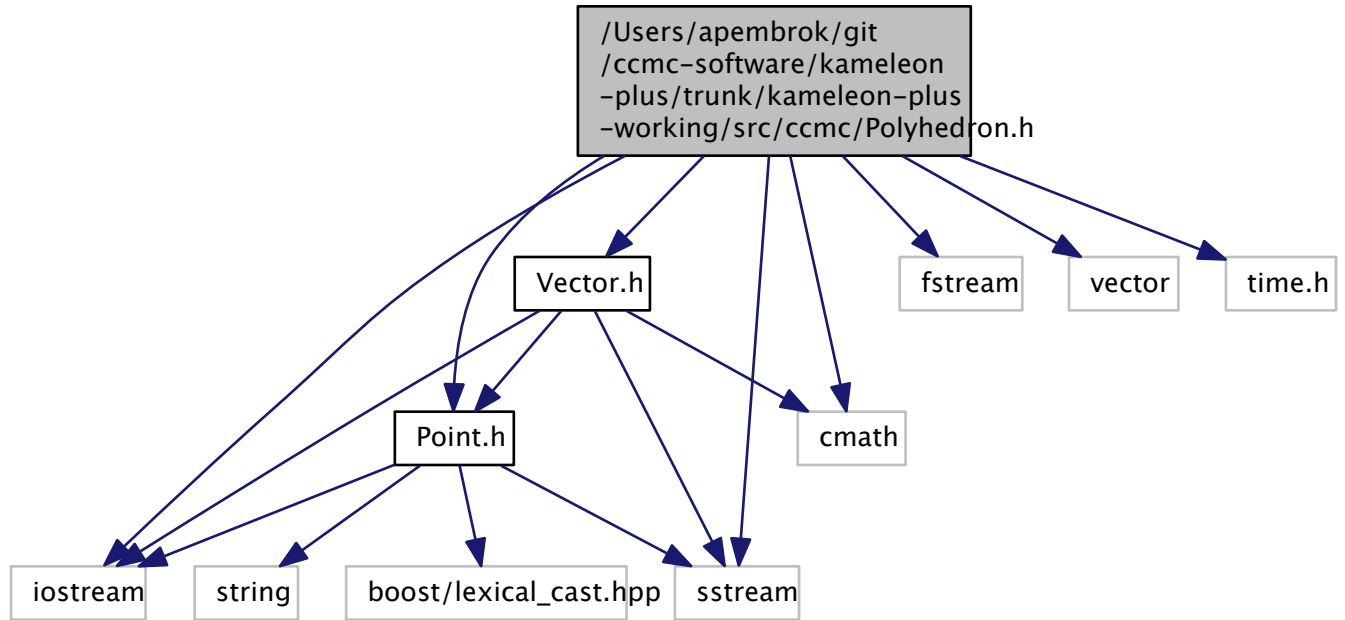 /Users/apembrok/git
/ccmc-software/kameleon
-plus/trunk/kameleon-plus
-working/src/ccmc/Polyhedron.h
Vector.h
fstream
vector
time.h
Point.h
cmath
iostream
string
boost/lexical_cast.hpp
sstream